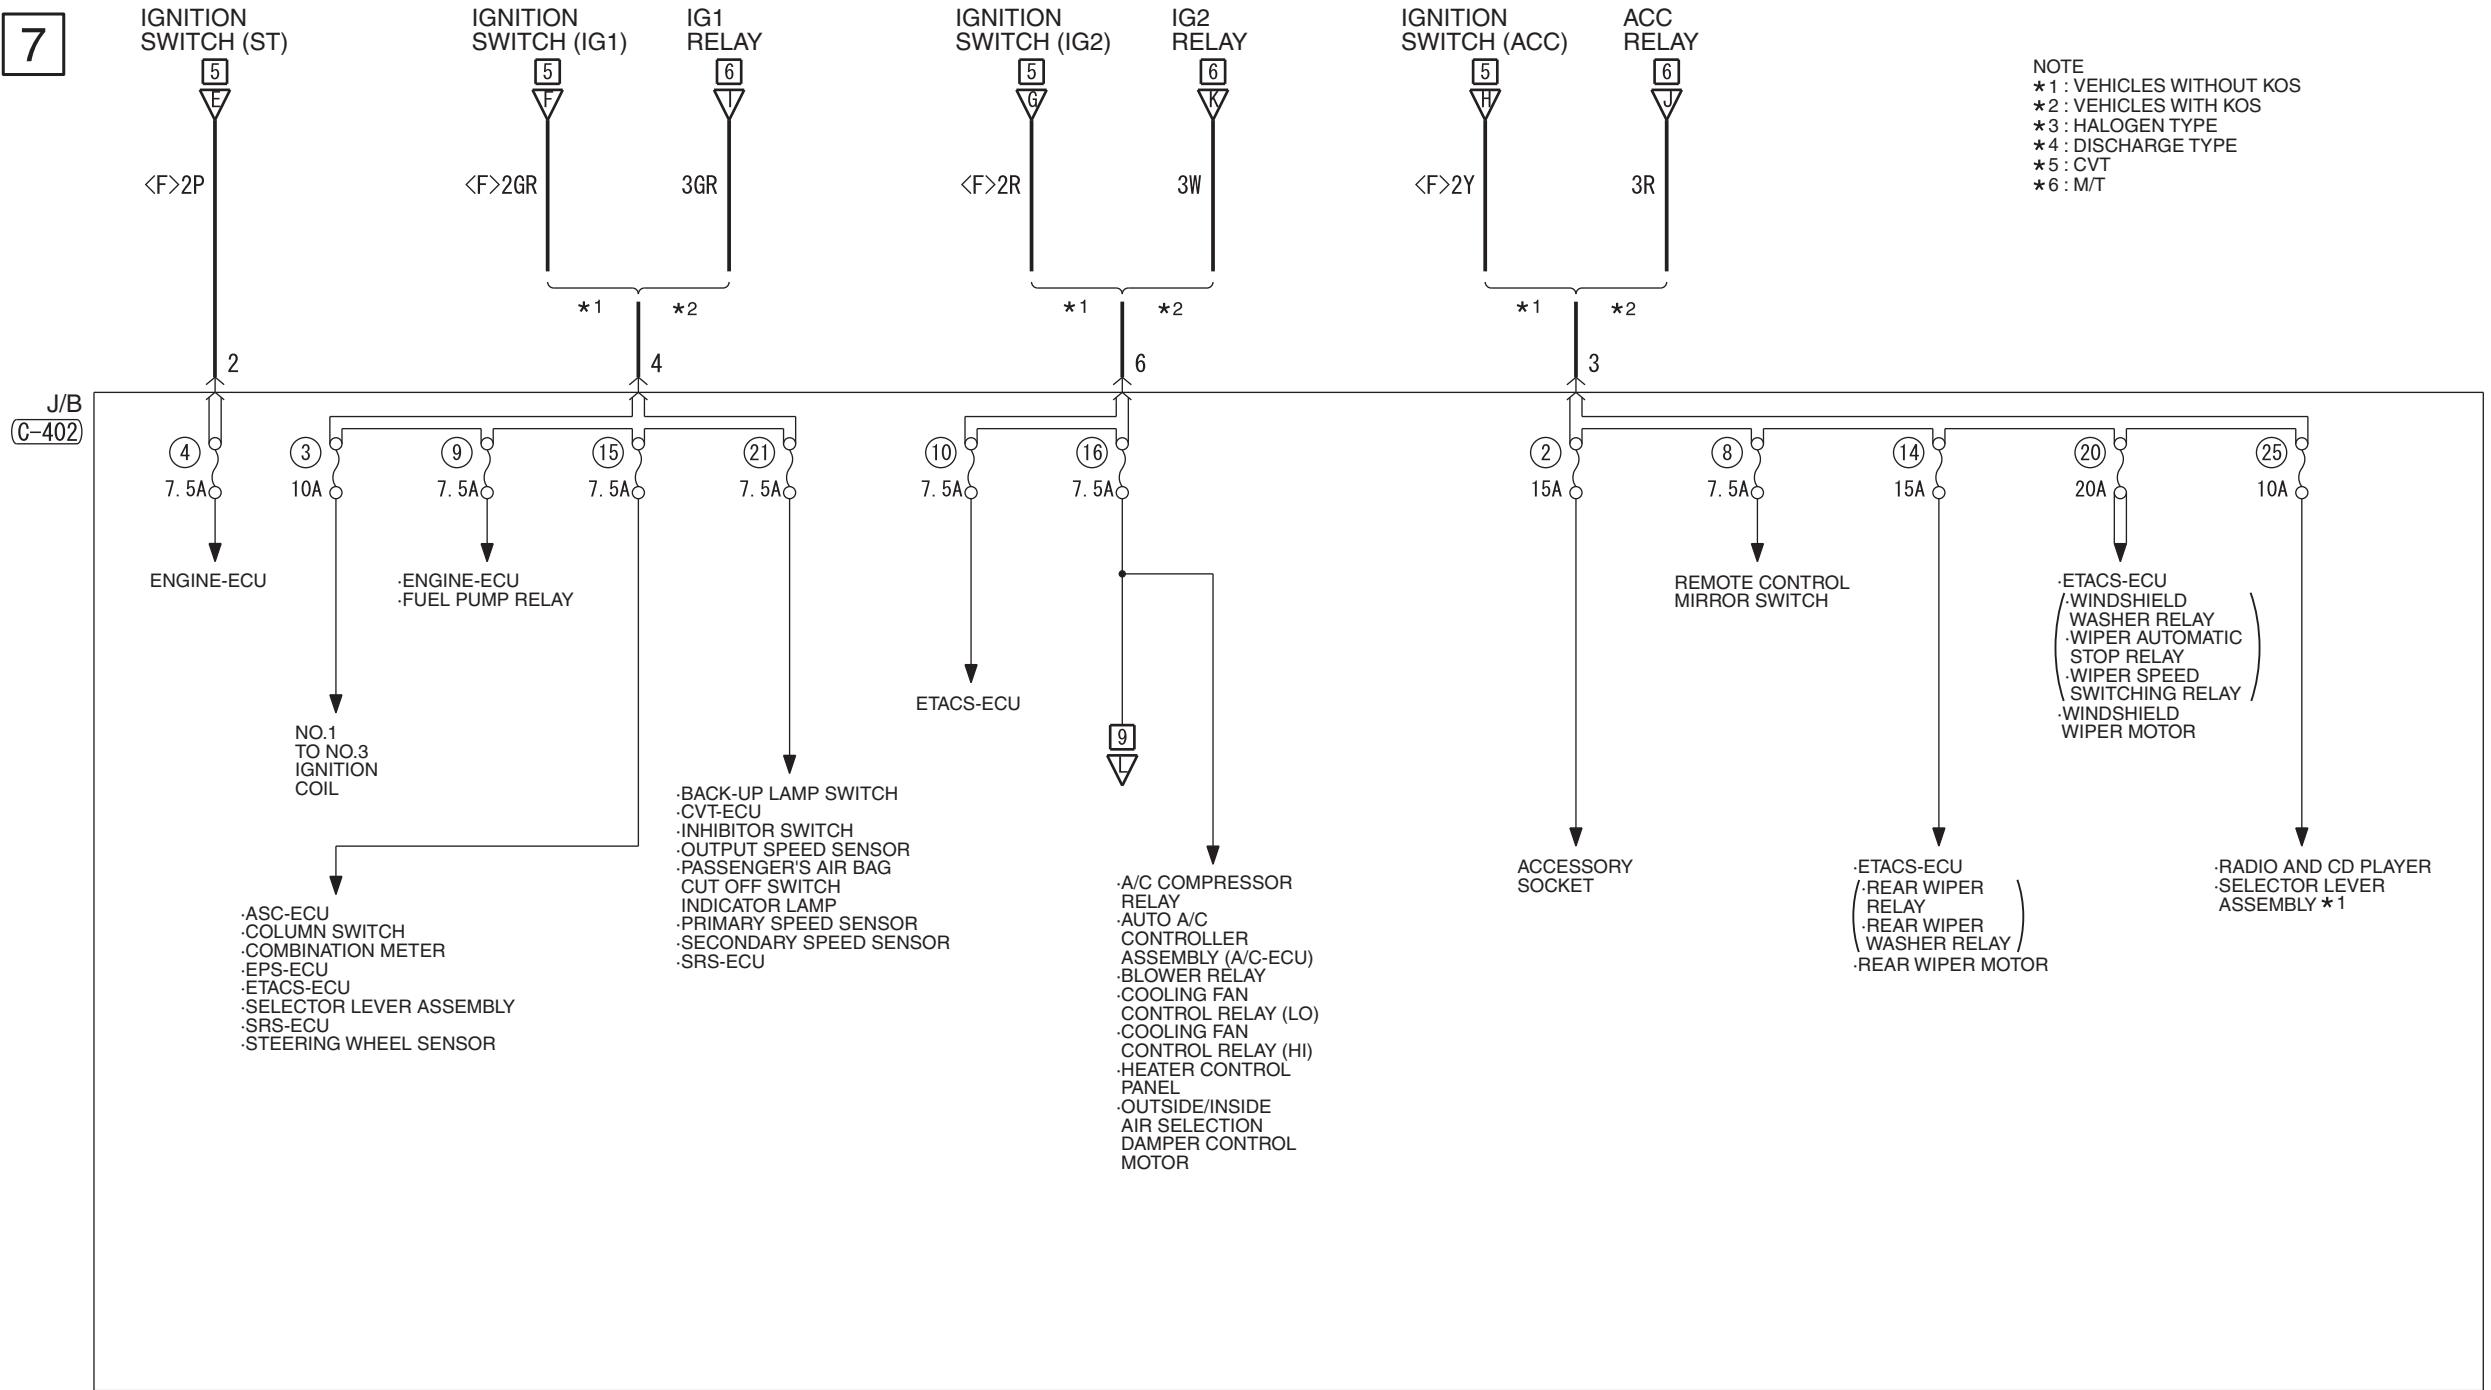 7
IGNITION
SWITCH (ST)
5
E
<F>2P
2
IGNITION
SWITCH (IG1)
5
F
<F>2GR
IG1
RELAY
6
I
3GR
*1
*2
4
IGNITION
SWITCH (IG2)
5
G
<F>2R
IG2
RELAY
6
K
3W
*1
*2
6
IGNITION
SWITCH (ACC)
5
H
<F>2Y
ACC
RELAY
6
J
3R
*1
*2
3
NOTE
*1 : VEHICLES WITHOUT KOS
*2 : VEHICLES WITH KOS
*3 : HALOGEN TYPE
*4 : DISCHARGE TYPE
*5 : CVT
*6 : M/T
J/B
C-402
4
7.5A
ENGINE-ECU
3
10A
NO.1
TO NO.3
IGNITION
COIL
9
7.5A
·ENGINE-ECU
·FUEL PUMP RELAY
15
7.5A
·ASC-ECU
·COLUMN SWITCH
·COMBINATION METER
·EPS-ECU
·ETACS-ECU
·SELECTOR LEVER ASSEMBLY
·SRS-ECU
·STEERING WHEEL SENSOR
21
7.5A
·BACK-UP LAMP SWITCH
·CVT-ECU
·INHIBITOR SWITCH
·OUTPUT SPEED SENSOR
·PASSENGER'S AIR BAG
CUT OFF SWITCH
INDICATOR LAMP
·PRIMARY SPEED SENSOR
·SECONDARY SPEED SENSOR
·SRS-ECU
10
7.5A
ETACS-ECU
16
7.5A
9
L
·A/C COMPRESSOR
RELAY
·AUTO A/C
CONTROLLER
ASSEMBLY (A/C-ECU)
·BLOWER RELAY
·COOLING FAN
CONTROL RELAY (LO)
·COOLING FAN
CONTROL RELAY (HI)
·HEATER CONTROL
PANEL
·OUTSIDE/INSIDE
AIR SELECTION
DAMPER CONTROL
MOTOR
2
15A
ACCESSORY
SOCKET
8
7.5A
REMOTE CONTROL
MIRROR SWITCH
14
15A
·ETACS-ECU
·REAR WIPER
RELAY
·REAR WIPER
WASHER RELAY
·REAR WIPER MOTOR
20
20A
·ETACS-ECU
·WINDSHIELD
WASHER RELAY
·WIPER AUTOMATIC
STOP RELAY
·WIPER SPEED
SWITCHING RELAY
·WINDSHIELD
WIPER MOTOR
25
10A
·RADIO AND CD PLAYER
·SELECTOR LEVER
ASSEMBLY *1